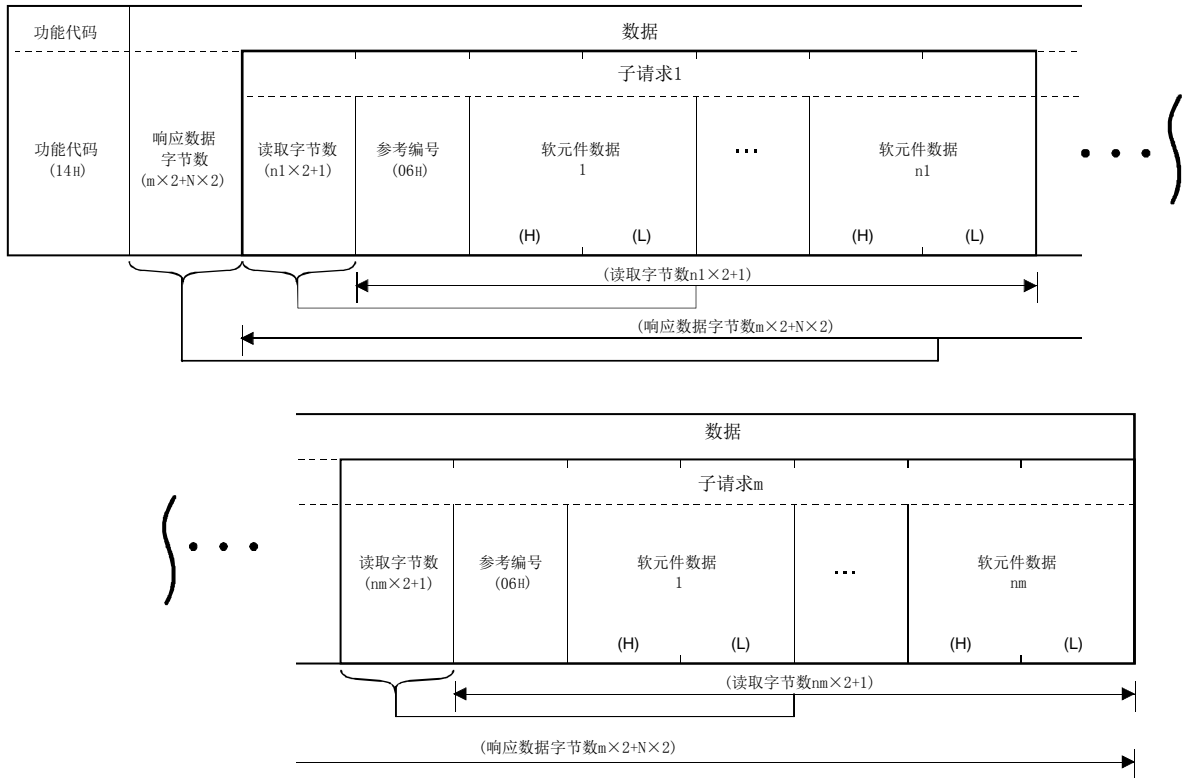 功能代码
数据
子请求1
功能代码
(14H)
响应数据
字节数
(m×2+N×2)
读取字节数
(n1×2+1)
参考编号
(06H)
软元件数据
1
(H)
(L)
...
软元件数据
n1
(H)
(L)
(读取字节数n1×2+1)
(响应数据字节数m×2+N×2)
数据
子请求m
读取字节数
(nm×2+1)
参考编号
(06H)
软元件数据
1
(H)
(L)
...
软元件数据
nm
(H)
(L)
(读取字节数nm×2+1)
(响应数据字节数m×2+N×2)